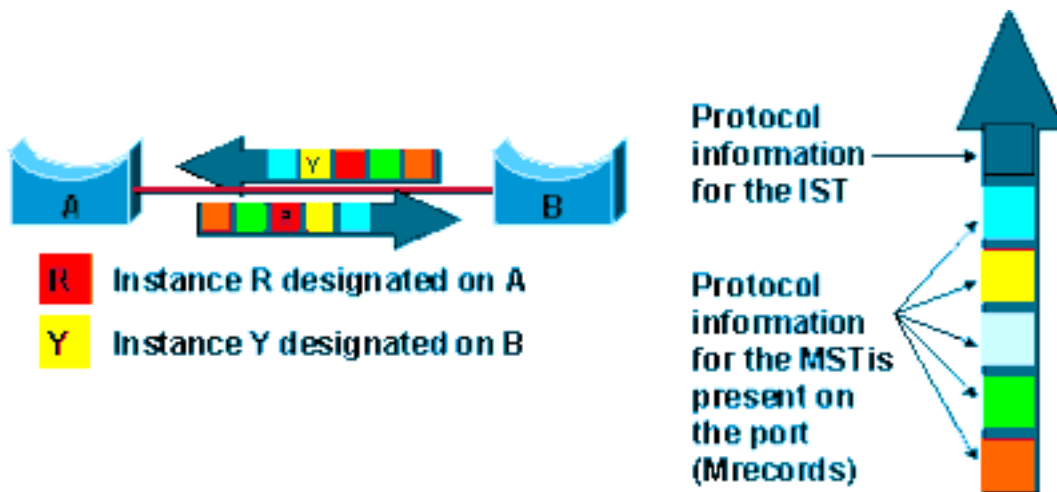 Y
A
B
R
R Instance R designated on A
Y Instance Y designated on B
Protocol
information
for the IST
Protocol
information
for the MSTis
present on
the port
(Mrecords)